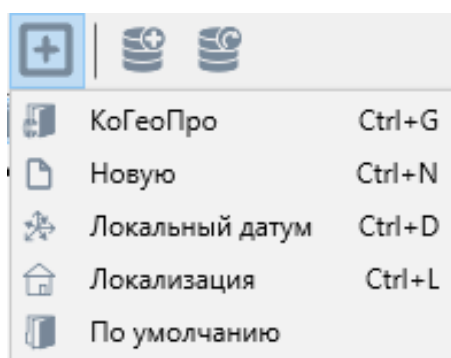 КоГеоПро Ctrl+G
Новую Ctrl+N
Локальный датум Ctrl+D
Локализация Ctrl+L
По умолчанию